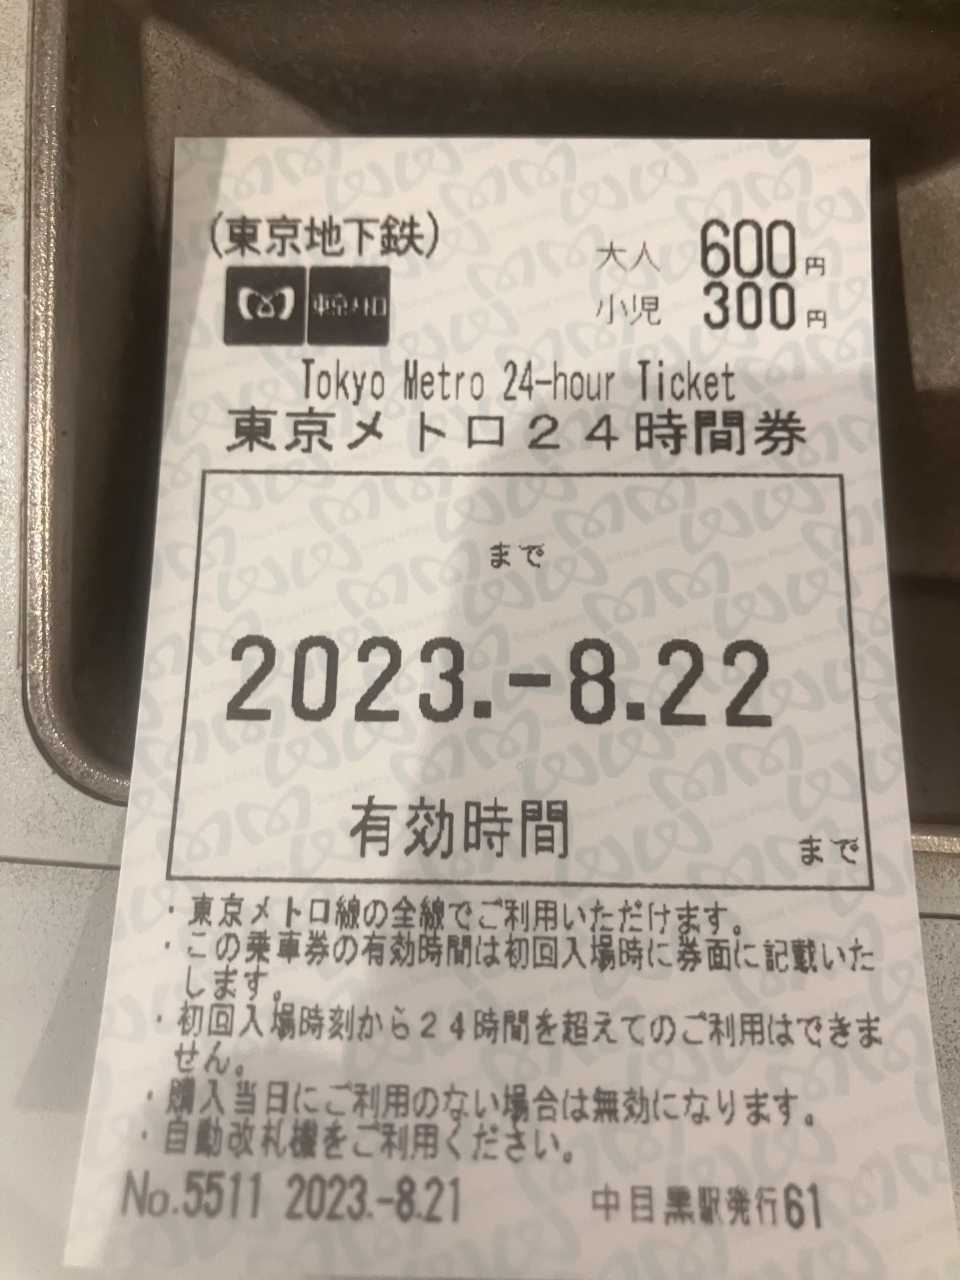 (東京地下鉄)
大人 600円
小児 300円
東京メトロ
Tokyo Metro 24-hour Ticket
東京メトロ24時間券
まで
2023.-8.22
有効時間
まで
・東京メトロ線の全線でご利用いただけます。
・この乗車券の有効時間は初回入場時に券面に記載いた
します。
・初回入場時刻から24時間を超えてのご利用はできま
せん。
・購入当日にご利用のない場合は無効になります。
・自動改札機をご利用ください。
No.5511 2023.-8.21 中目黒駅発行61